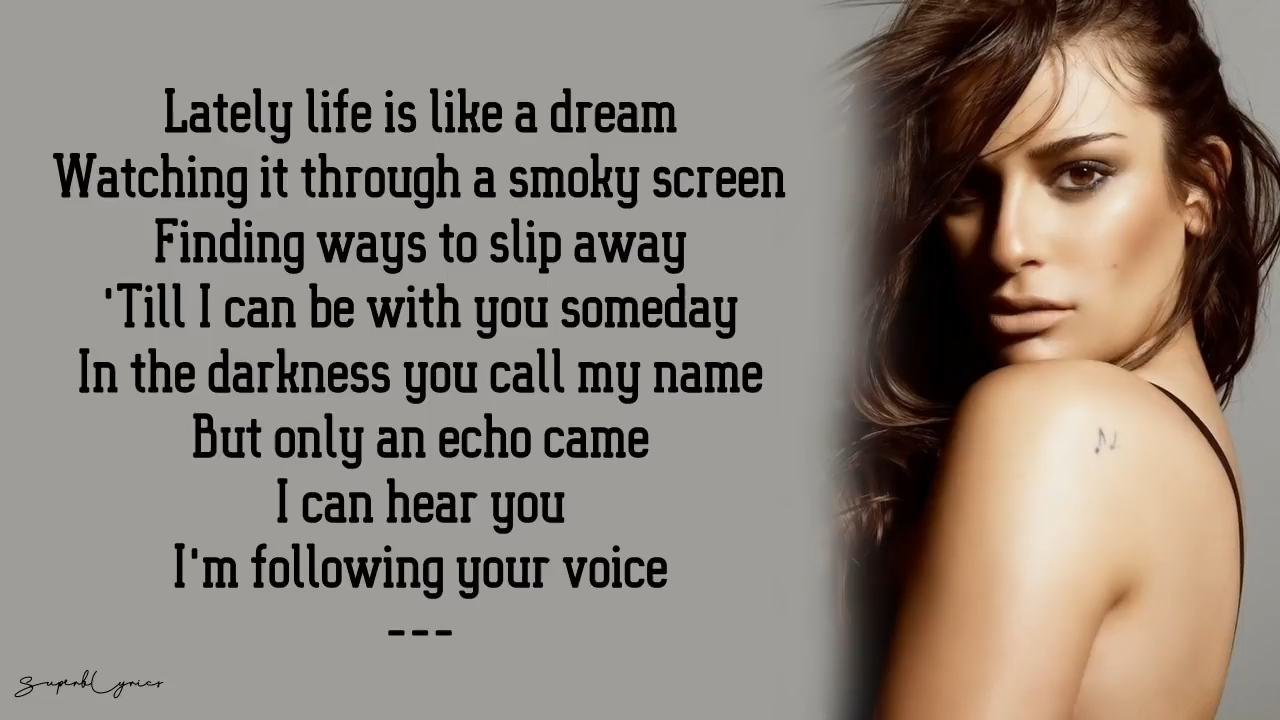 Lately life is like a dream
Watching it through a smoky screen
Finding ways to slip away
'Till I can be with you someday
In the darkness you call my name
But only an echo came
I can hear you
I'm following your voice
---
SuperbLyrics